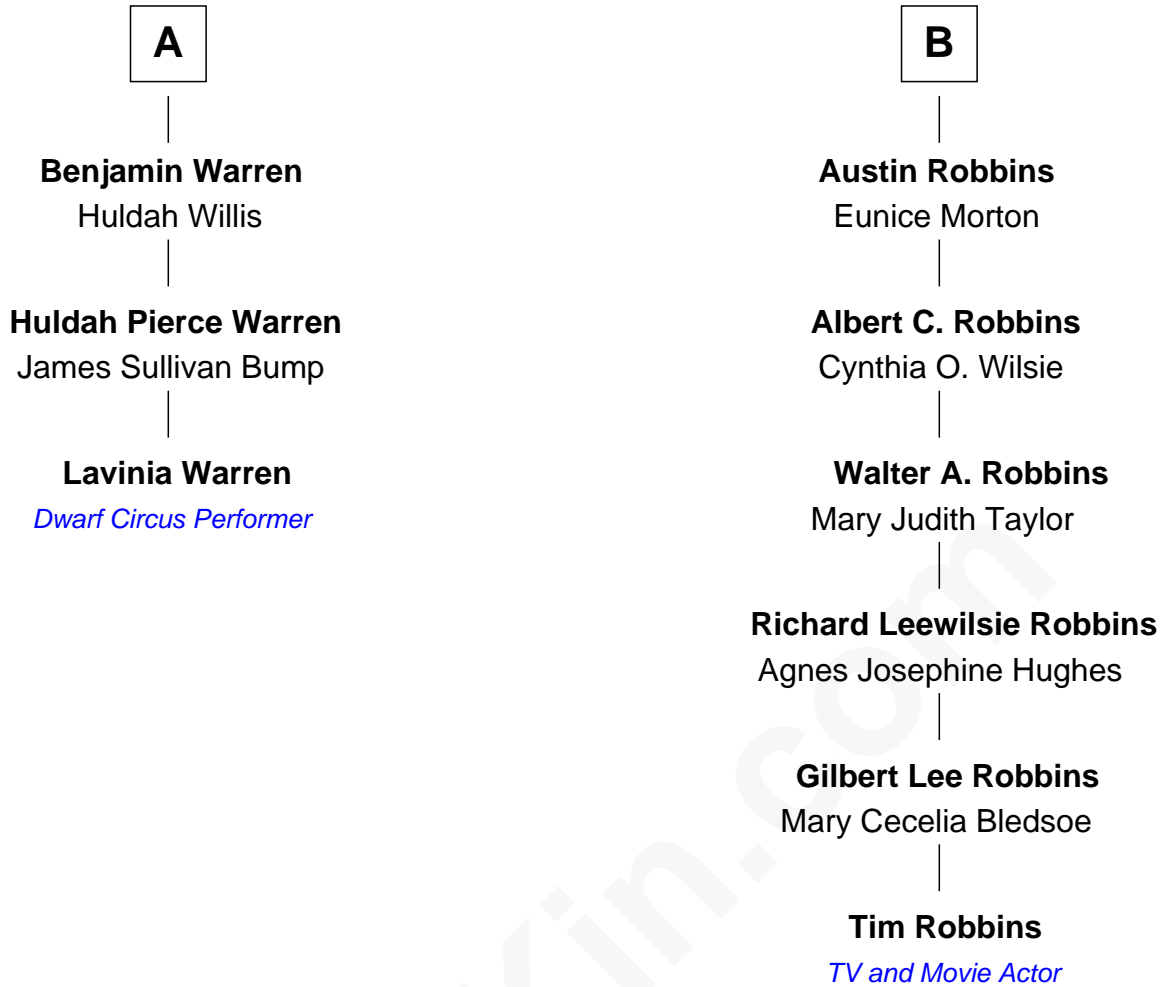 A
Benjamin Warren
Huldah Willis
Huldah Pierce Warren
James Sullivan Bump
Lavinia Warren
Dwarf Circus Performer
B
Austin Robbins
Eunice Morton
Albert C. Robbins
Cynthia O. Wilsie
Walter A. Robbins
Mary Judith Taylor
Richard Leewilsie Robbins
Agnes Josephine Hughes
Gilbert Lee Robbins
Mary Cecelia Bledsoe
Tim Robbins
TV and Movie Actor